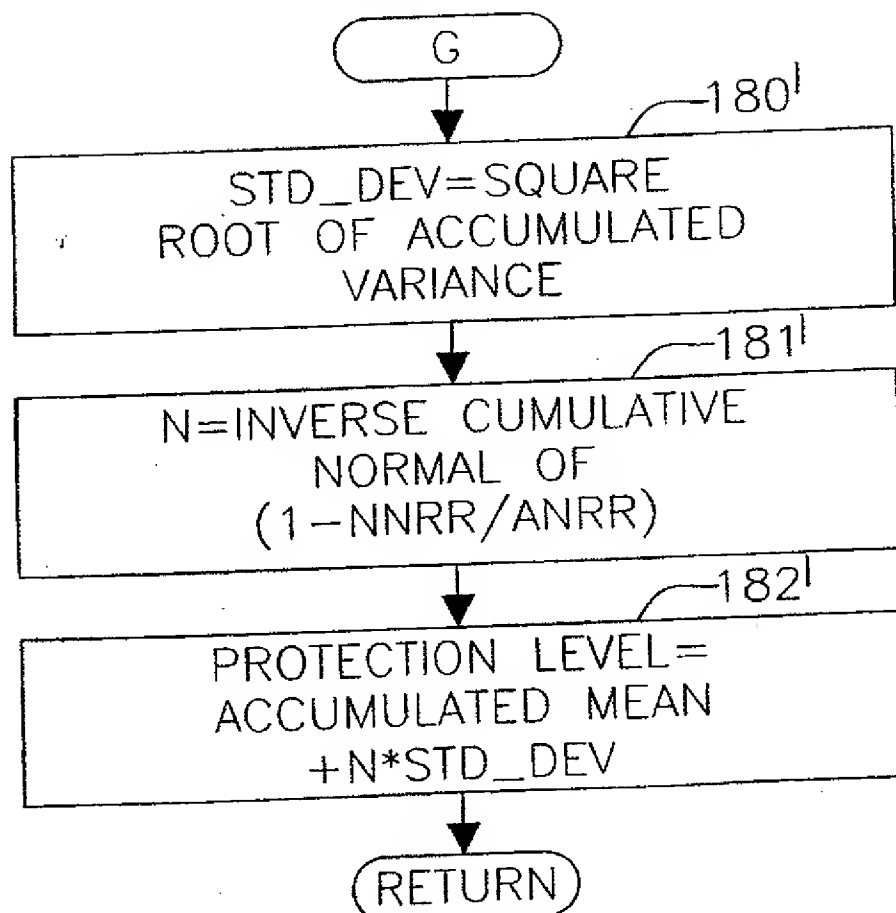 G
180'
STD_DEV=SQUARE
ROOT OF ACCUMULATED
VARIANCE
181'
N=INVERSE CUMULATIVE
NORMAL OF
(1-NNRR/ANRR)
182'
PROTECTION LEVEL=
ACCUMULATED MEAN
+N*STD_DEV
RETURN